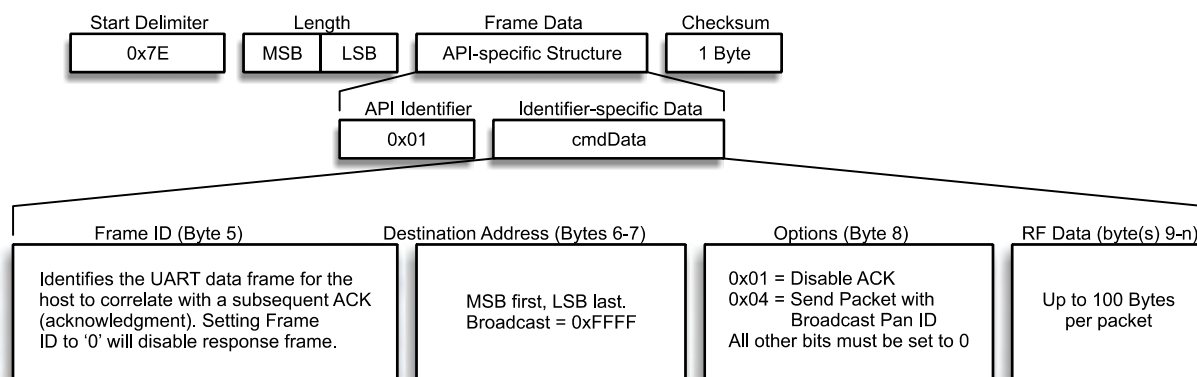 Start Delimiter
Length
Frame Data
Checksum
0x7E
MSB
LSB
API-specific Structure
1 Byte
API Identifier
Identifier-specific Data
0x01
cmdData
Frame ID (Byte 5)
Identifies the UART data frame for the
host to correlate with a subsequent ACK
(acknowledgment). Setting Frame
ID to ‘0’ will disable response frame.
Destination Address (Bytes 6-7)
MSB first, LSB last.
Broadcast = 0xFFFF
Options (Byte 8)
0x01 = Disable ACK
0x04 = Send Packet with
Broadcast Pan ID
All other bits must be set to 0
RF Data (byte(s) 9-n)
Up to 100 Bytes
per packet